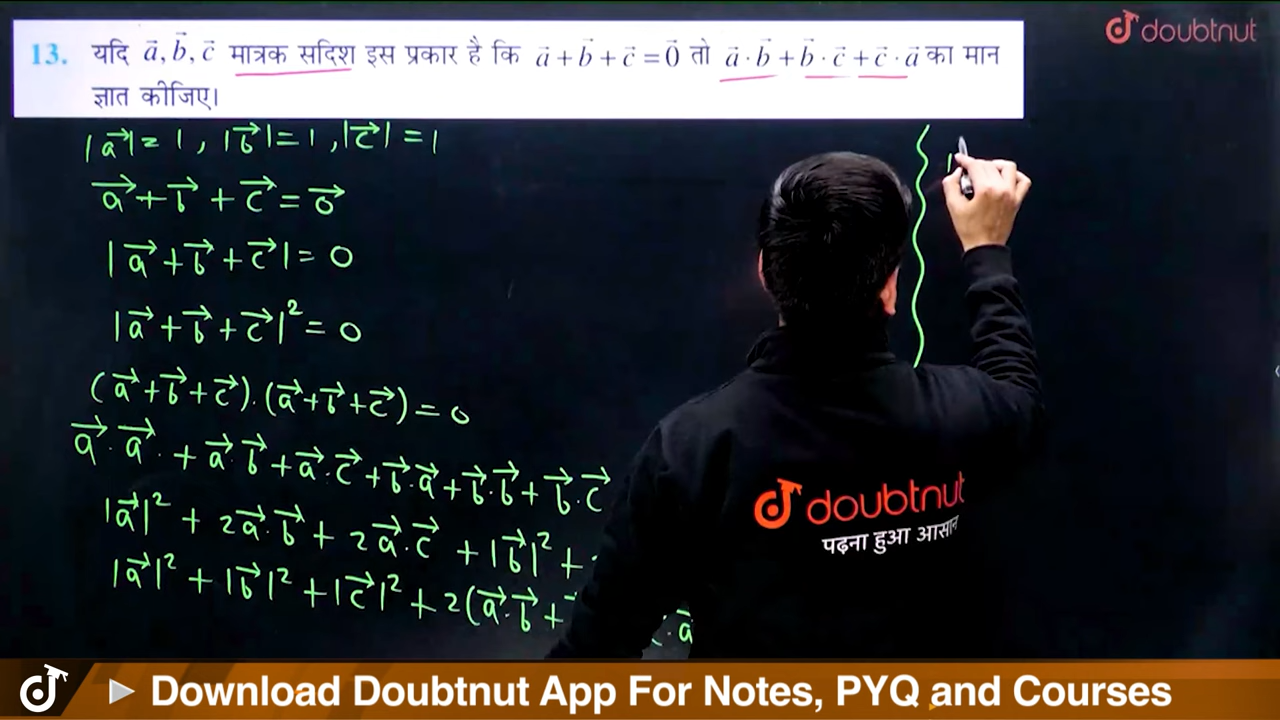 13. यदि a⃗, b⃗, c⃗ मात्रक सदिश इस प्रकार है कि a⃗ + b⃗ + c⃗ = 0⃗ तो a⃗ · b⃗ + b⃗ · c⃗ + c⃗ · a⃗ का मान
ज्ञात कीजिए।
doubtnut
|a⃗| = 1, |b⃗| = 1, |c⃗| = 1
a⃗ + b⃗ + c⃗ = 0⃗
|a⃗ + b⃗ + c⃗| = 0
|a⃗ + b⃗ + c⃗|² = 0
(a⃗ + b⃗ + c⃗).(a⃗ + b⃗ + c⃗) = 0
a⃗ · a⃗ · + a⃗ · b⃗ + a⃗ · c⃗ + b⃗ · a⃗ + b⃗ · b⃗ + b⃗ · c⃗
|a⃗|² + 2a⃗ · b⃗ + 2a⃗ · c⃗ + |b⃗|² +
|a⃗|² + |b⃗|² + |c⃗|² + 2(a⃗ · b⃗ + · a⃗
doubtnut
पढ़ना हुआ आसान
Download Doubtnut App For Notes, PYQ and Courses